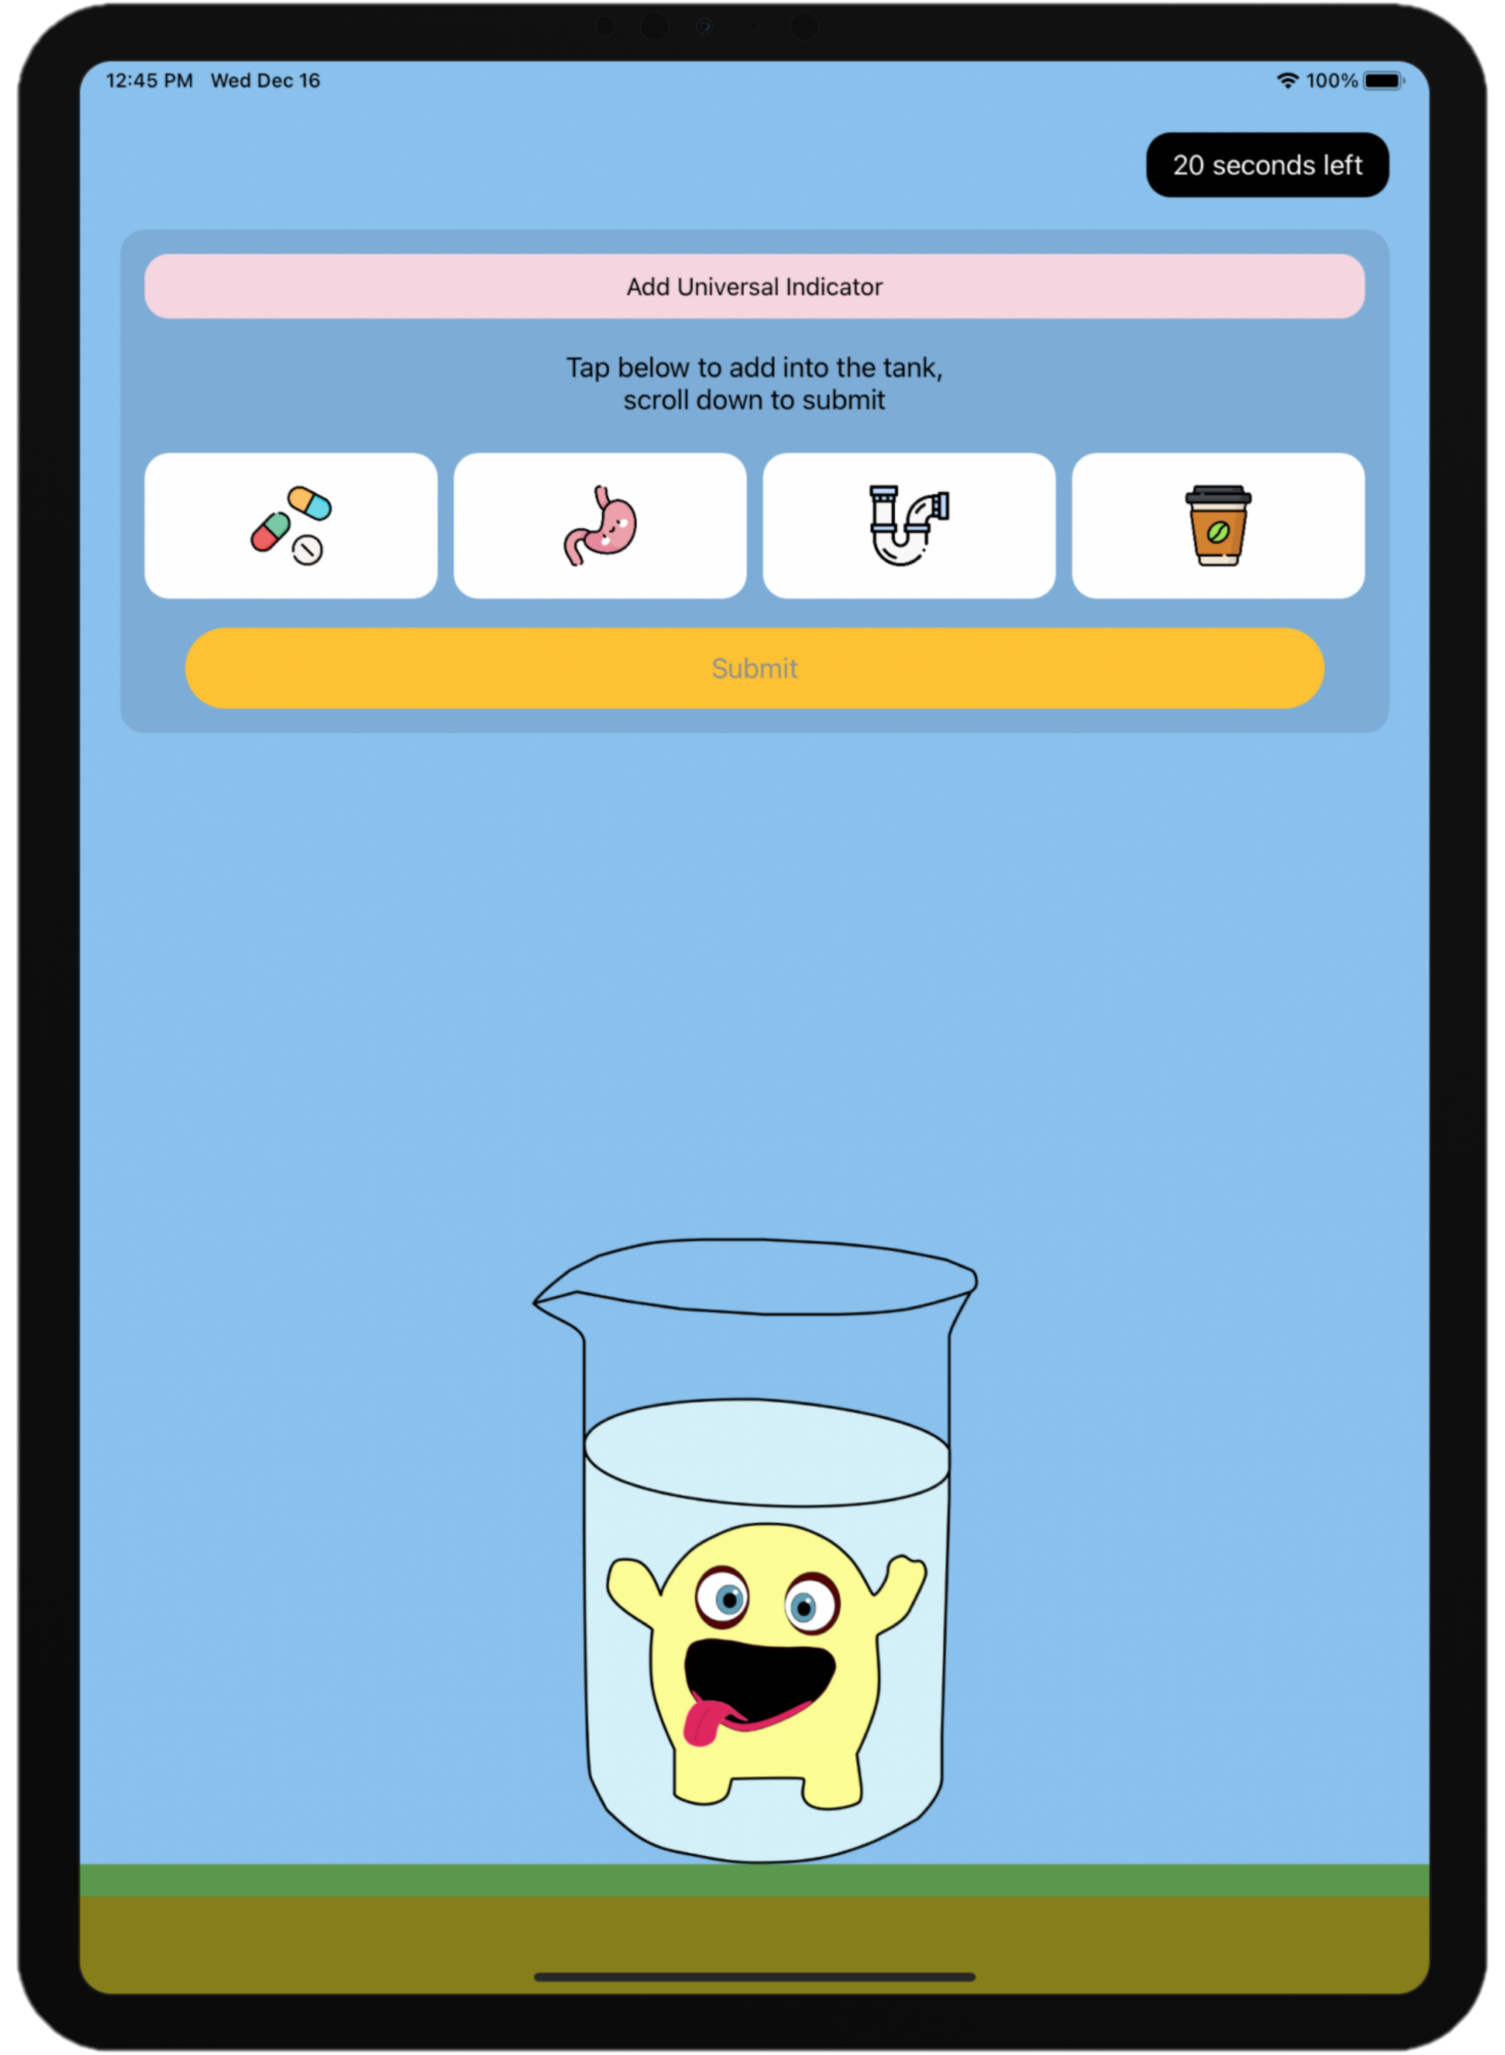 12:45 PM Wed Dec 16
100%
20 seconds left
Add Universal Indicator
Tap below to add into the tank,
scroll down to submit
Submit